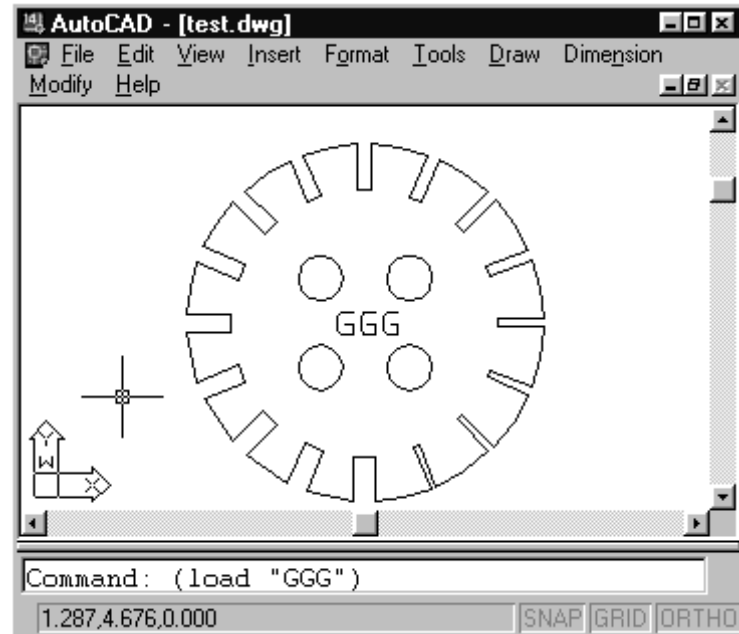 AutoCAD - [test.dwg]
File Edit View Insert Format Tools Draw Dimension
Modify Help
GGG
Y
W
X
Command: (load "GGG")
1.287,4.676,0.000 SNAP GRID ORTHO